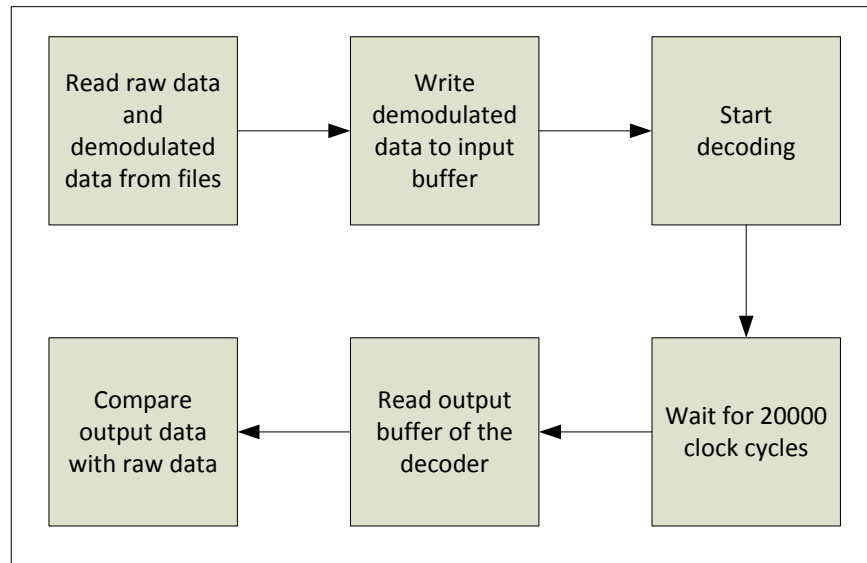 Read raw data
and
demodulated
data from files
Write
demodulated
data to input
buffer
Start
decoding
Wait for 20000
clock cycles
Read output
buffer of the
decoder
Compare
output data
with raw data